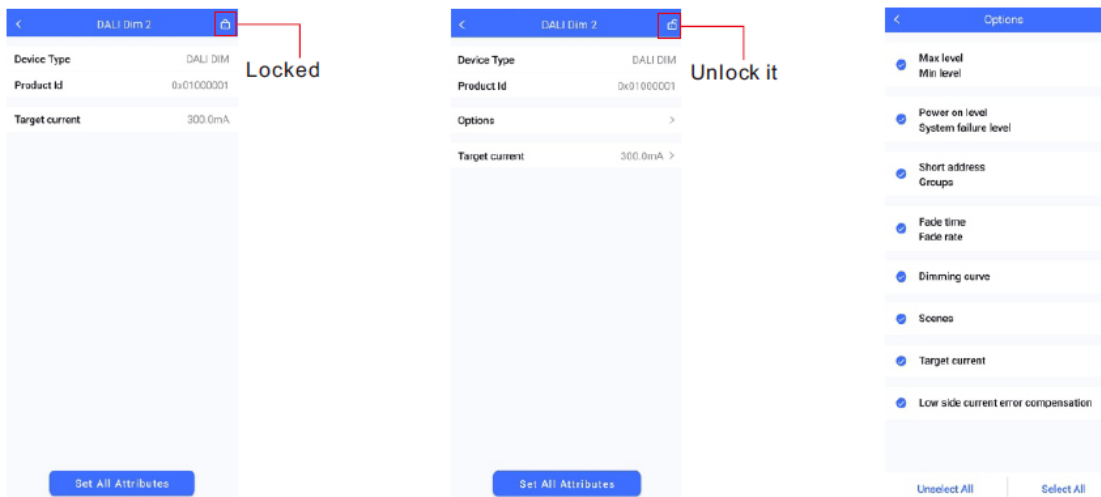 DALI Dim 2
Device Type DALI DIM
Product Id 0x01000001
Target current 300.0mA
Set All Attributes
Locked
DALI Dim 2
Device Type DALI DIM
Product Id 0x01000001
Options >
Target current 300.0mA >
Set All Attributes
Unlock it
Options
Max level
Min level
Power on level
System failure level
Short address
Groups
Fade time
Fade rate
Dimming curve
Scenes
Target current
Low side current error compensation
Unselect All Select All